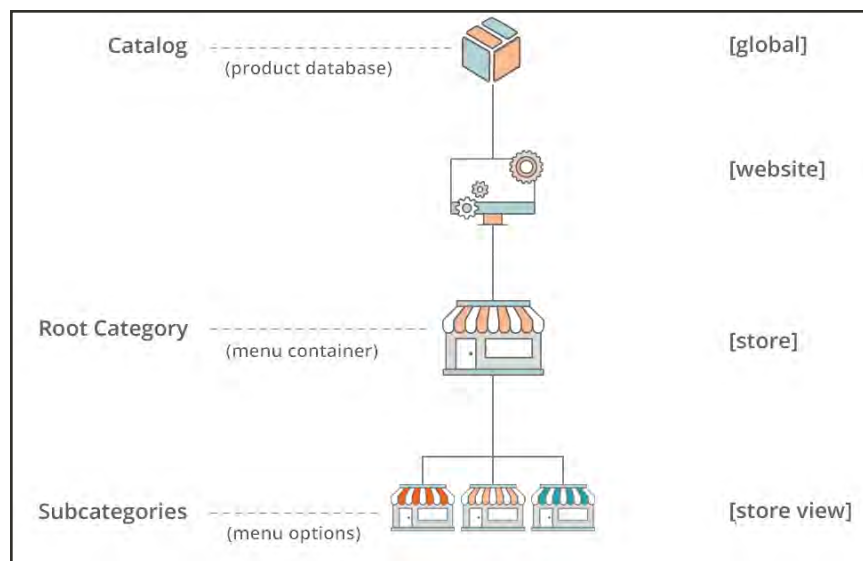 Catalog
(product database)
[global]
[website]
Root Category
(menu container)
[store]
Subcategories
(menu options)
[store view]